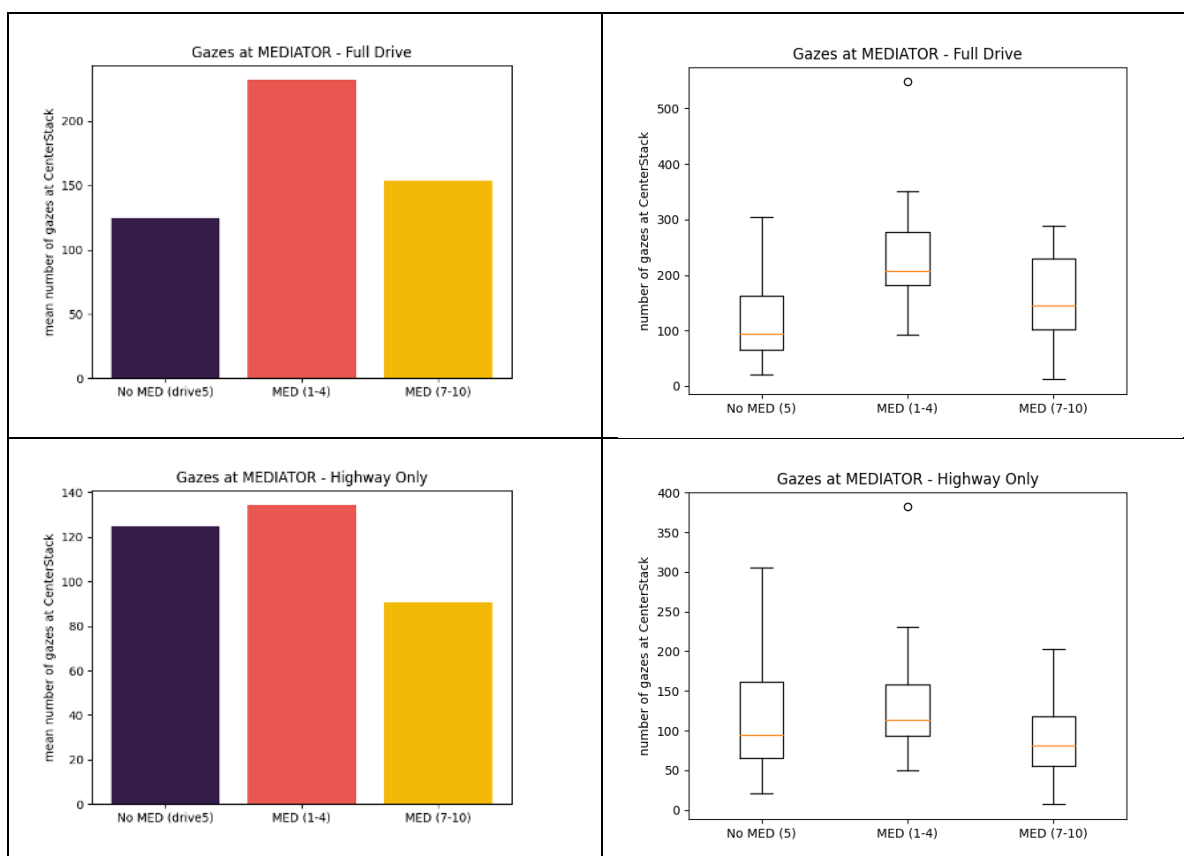 Gazes at MEDIATOR - Full Drive
mean number of gazes at CenterStack
200
150
100
50
0
No MED (drive5) MED (1-4) MED (7-10)
Gazes at MEDIATOR - Full Drive
number of gazes at CenterStack
500
400
300
200
100
0
No MED (5) MED (1-4) MED (7-10)
Gazes at MEDIATOR - Highway Only
mean number of gazes at CenterStack
140
120
100
80
60
40
20
0
No MED (drive5) MED (1-4) MED (7-10)
Gazes at MEDIATOR - Highway Only
number of gazes at CenterStack
400
350
300
250
200
150
100
50
0
No MED (5) MED (1-4) MED (7-10)